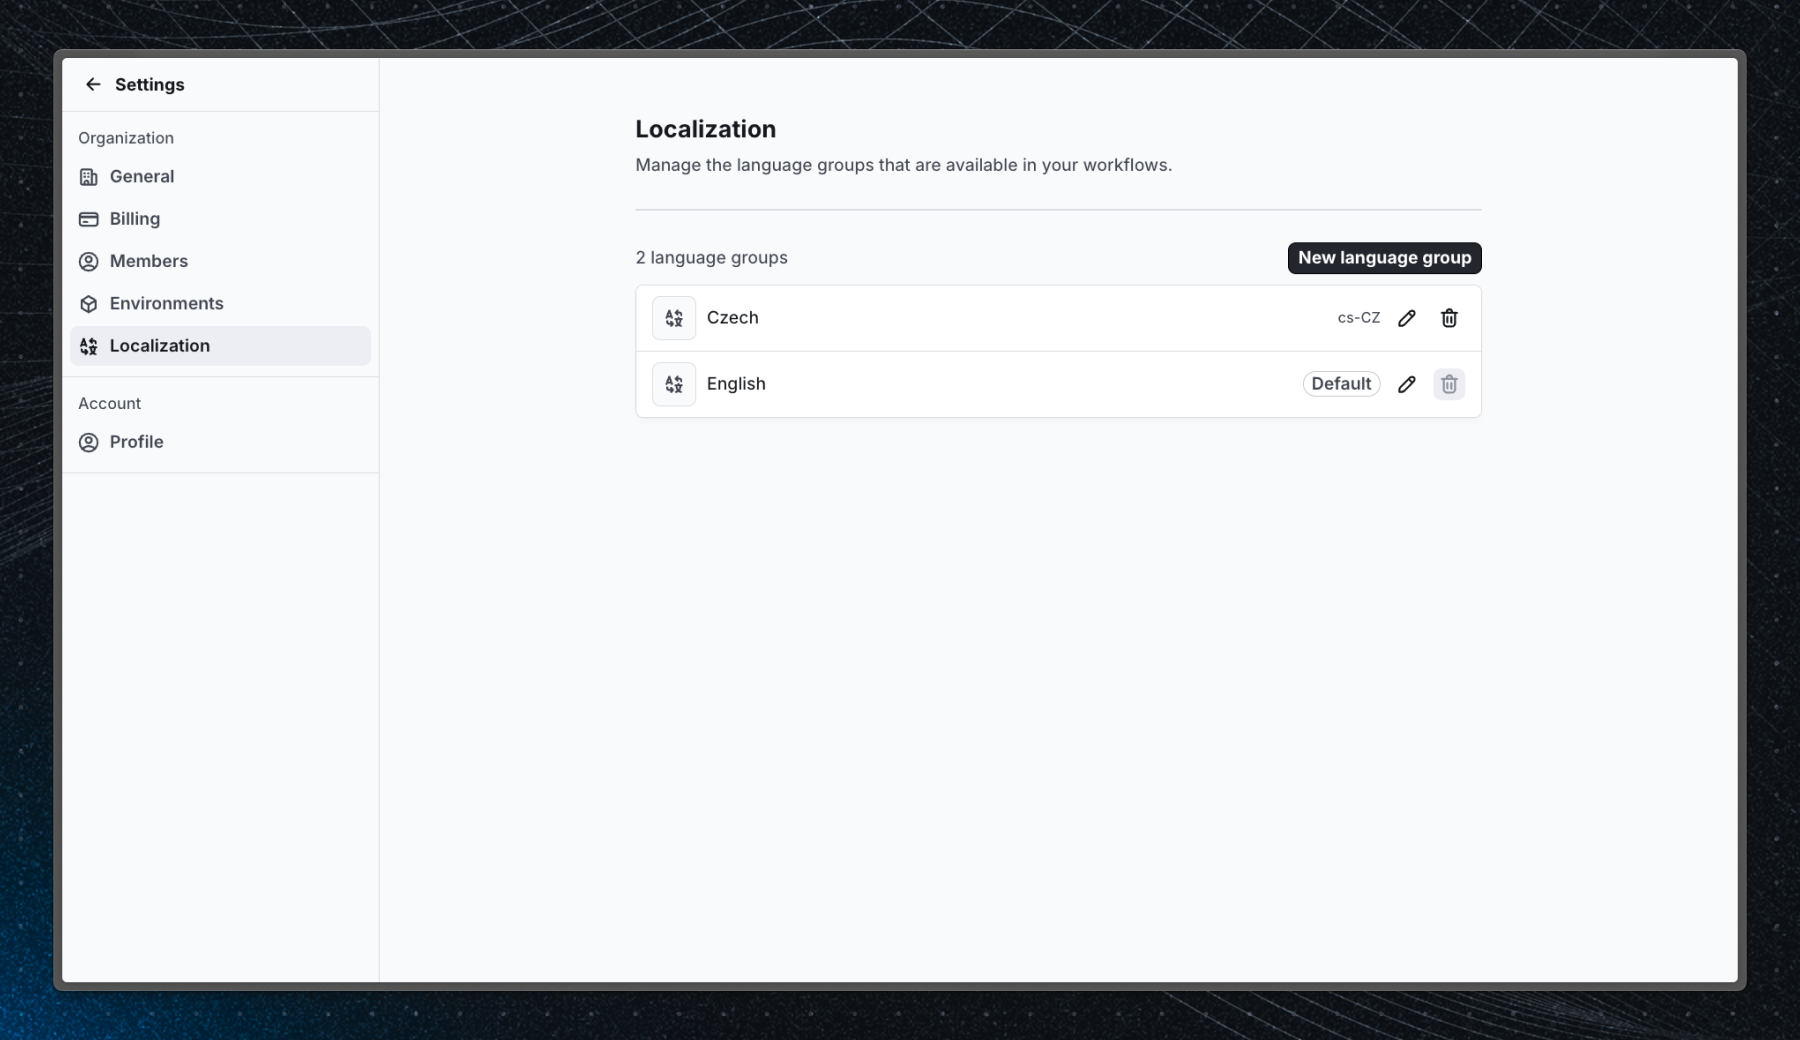 Settings
Organization
General
Billing
Members
Environments
Localization
Account
Profile
Localization
Manage the language groups that are available in your workflows.
2 language groups
New language group
Czech
cs-CZ
English
Default